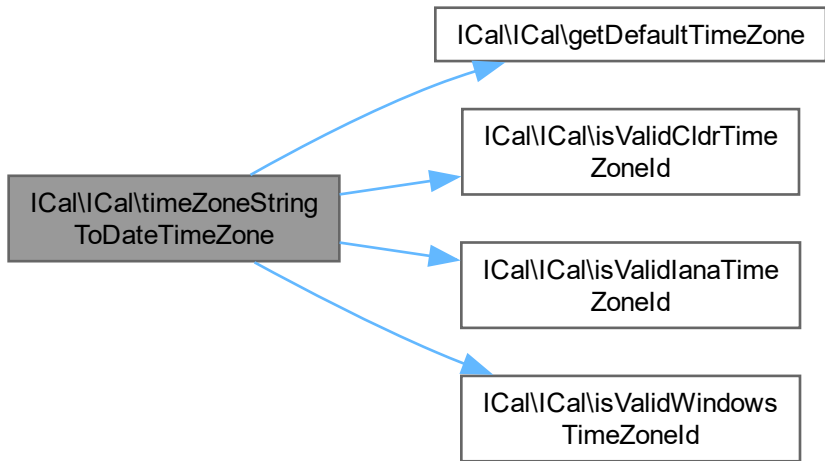 ICal\ICal\getDefaultTimeZone
ICal\ICal\isValidCldrTime
ZoneId
ICal\ICal\timeZoneString
ToDateTimeZone
ICal\ICal\isValidIanaTime
ZoneId
ICal\ICal\isValidWindows
TimeZoneId